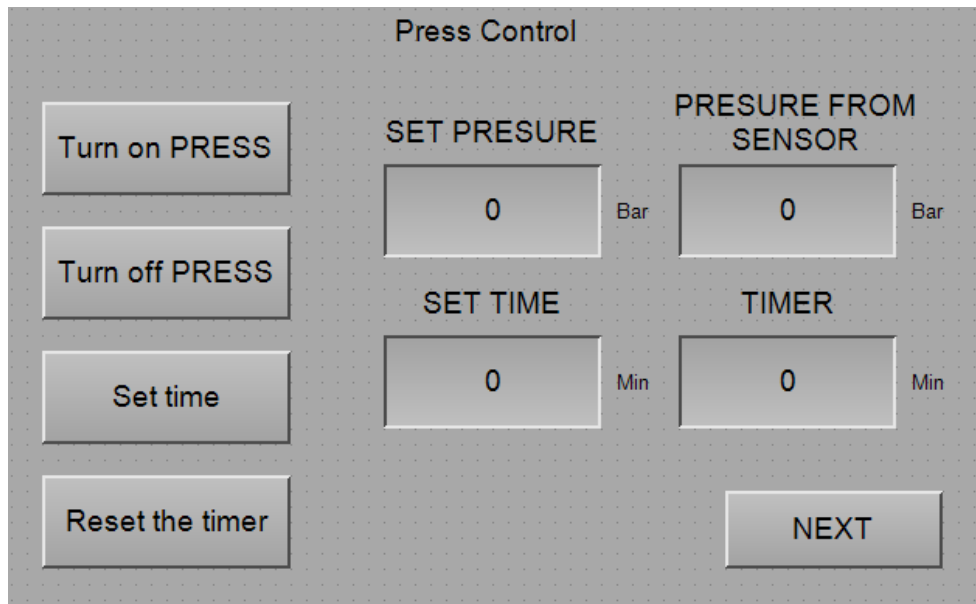 Press Control
Turn on PRESS
Turn off PRESS
Set time
Reset the timer
SET PRESURE
0 Bar
PRESURE FROM
SENSOR
0 Bar
SET TIME
0 Min
TIMER
0 Min
NEXT